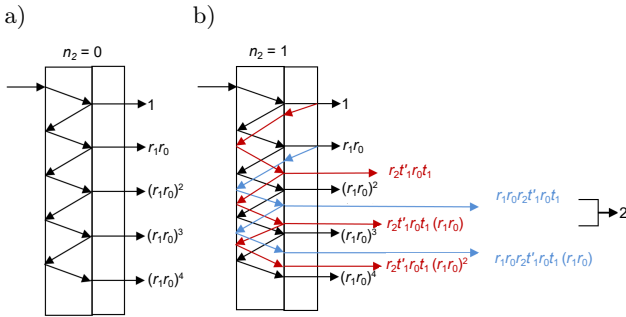 a)
b)
n₂ = 0
n₂ = 1
1
r₁r₀
(r₁r₀)²
(r₁r₀)³
(r₁r₀)⁴
1
r₁r₀
r₂t'₁r₀t₁
(r₁r₀)²
r₁r₀r₂t'₁r₀t₁
2
r₂t'₁r₀t₁ (r₁r₀)
(r₁r₀)³
r₁r₀r₂t'₁r₀t₁ (r₁r₀)
r₂t'₁r₀t₁ (r₁r₀)²
(r₁r₀)⁴